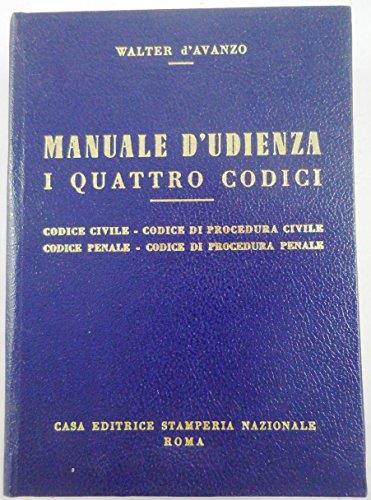 WALTER d'AVANZO
MANUALE D'UDIENZA
I QUATTRO CODICI
CODICE CIVILE - CODICE DI PROCEDURA CIVILE
CODICE PENALE - CODICE DI PROCEDURA PENALE
CASA EDITRICE STAMPERIA NAZIONALE
ROMA